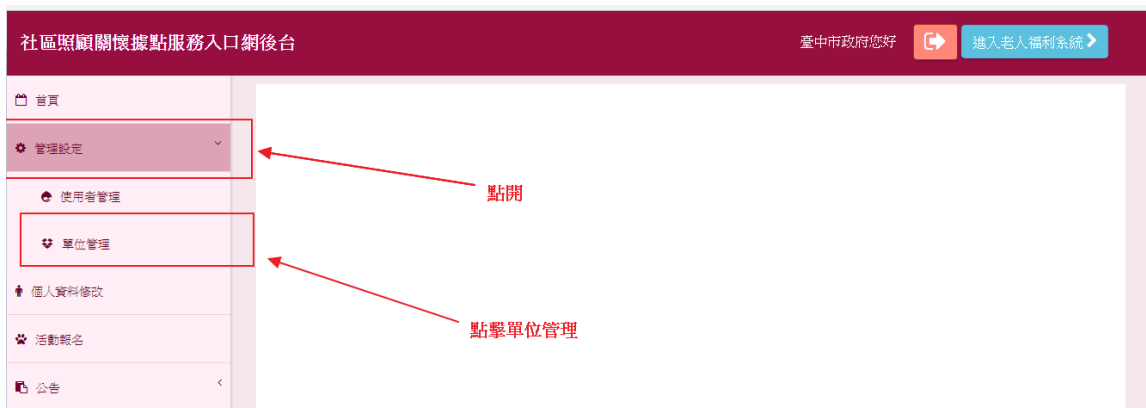 社區照顧關懷據點服務入口網後台
臺中市政府您好
進入老人福利系統
首頁
管理設定
點開
使用者管理
單位管理
個人資料修改
點擊單位管理
活動報名
公告